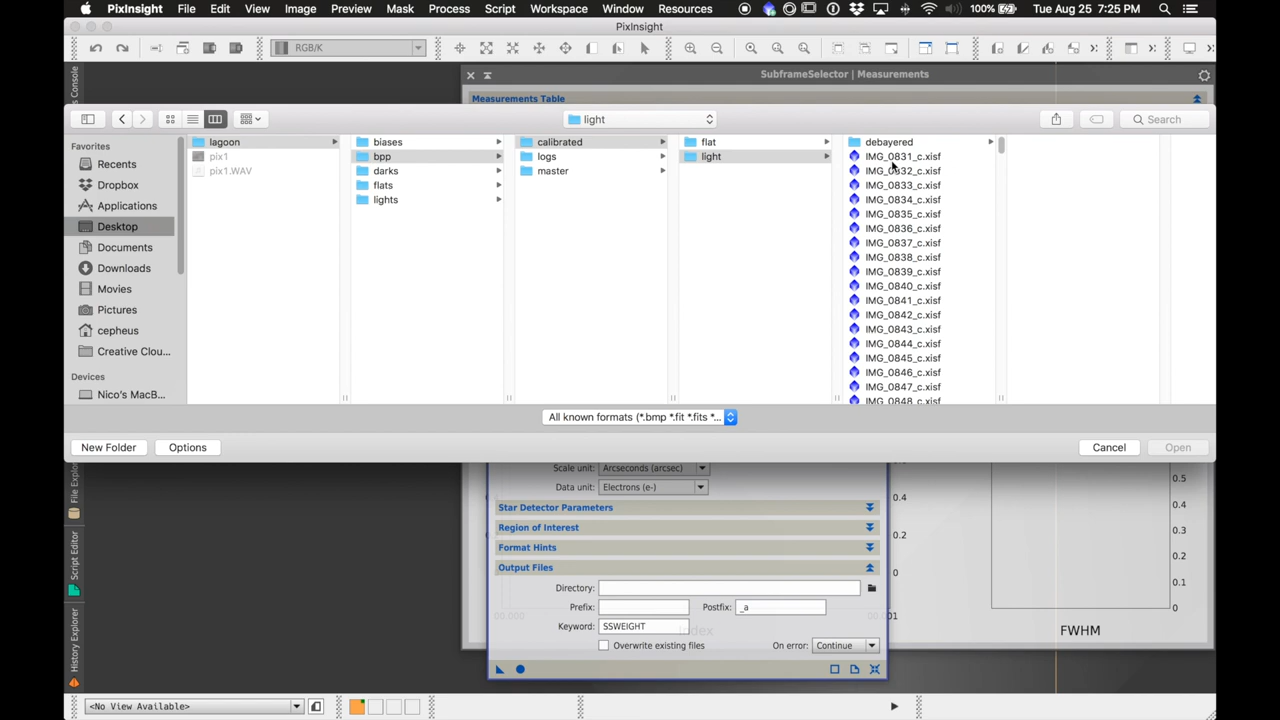 PixInsight File Edit View Image Preview Mask Process Script Workspace Window Resources 100% Tue Aug 25 7:25 PM
PixInsight
RGB/K
SubframeSelector | Measurements
Measurements Table
s Console
light
Search
Favorites
Recents
Dropbox
Applications
Desktop
Documents
Downloads
Movies
Pictures
cepheus
Creative Clou...
Devices
Nico's MacB...
lagoon
pix1
pix1.WAV
biases
bpp
darks
flats
lights
calibrated
logs
master
flat
light
debayered
IMG_0831_c.xisf
IMG_0832_c.xisf
IMG_0833_c.xisf
IMG_0834_c.xisf
IMG_0835_c.xisf
IMG_0836_c.xisf
IMG_0837_c.xisf
IMG_0838_c.xisf
IMG_0839_c.xisf
IMG_0840_c.xisf
IMG_0841_c.xisf
IMG_0842_c.xisf
IMG_0843_c.xisf
IMG_0844_c.xisf
IMG_0845_c.xisf
IMG_0846_c.xisf
IMG_0847_c.xisf
IMG_0848_c.xisf
All known formats (*.bmp *.fit *.fits *...
New Folder Options Cancel Open
File Explorer
Script Editor
History Explorer
Scale unit: Arcseconds (arcsec)
Data unit: Electrons (e-)
Star Detector Parameters
Region of Interest
Format Hints
Output Files
Directory:
Prefix: Postfix: _a
Keyword: SSWEIGHT
Overwrite existing files On error: Continue
00.000
00.001
Index
0.4
0.2
0
0.5
0.4
0.3
0.2
0.1
0
FWHM
<No View Available>